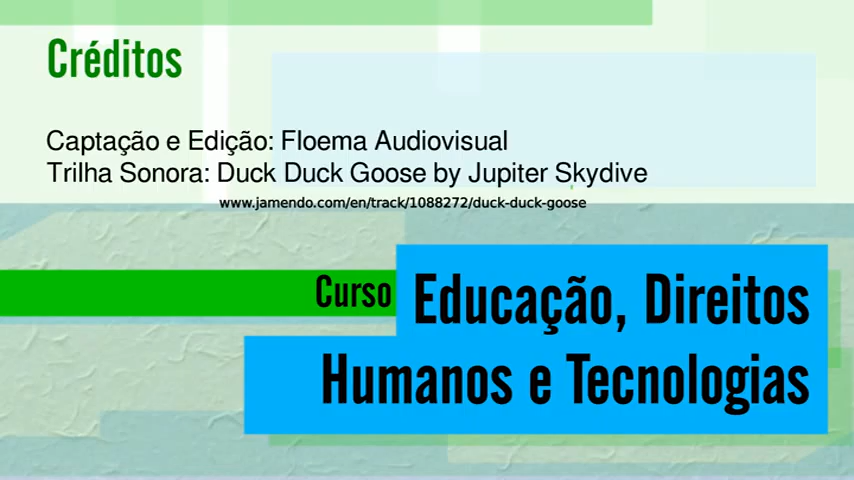 Créditos
Captação e Edição: Floema Audiovisual
Trilha Sonora: Duck Duck Goose by Jupiter Skydive
www.jamendo.com/en/track/1088272/duck-duck-goose
Curso Educação, Direitos
Humanos e Tecnologias